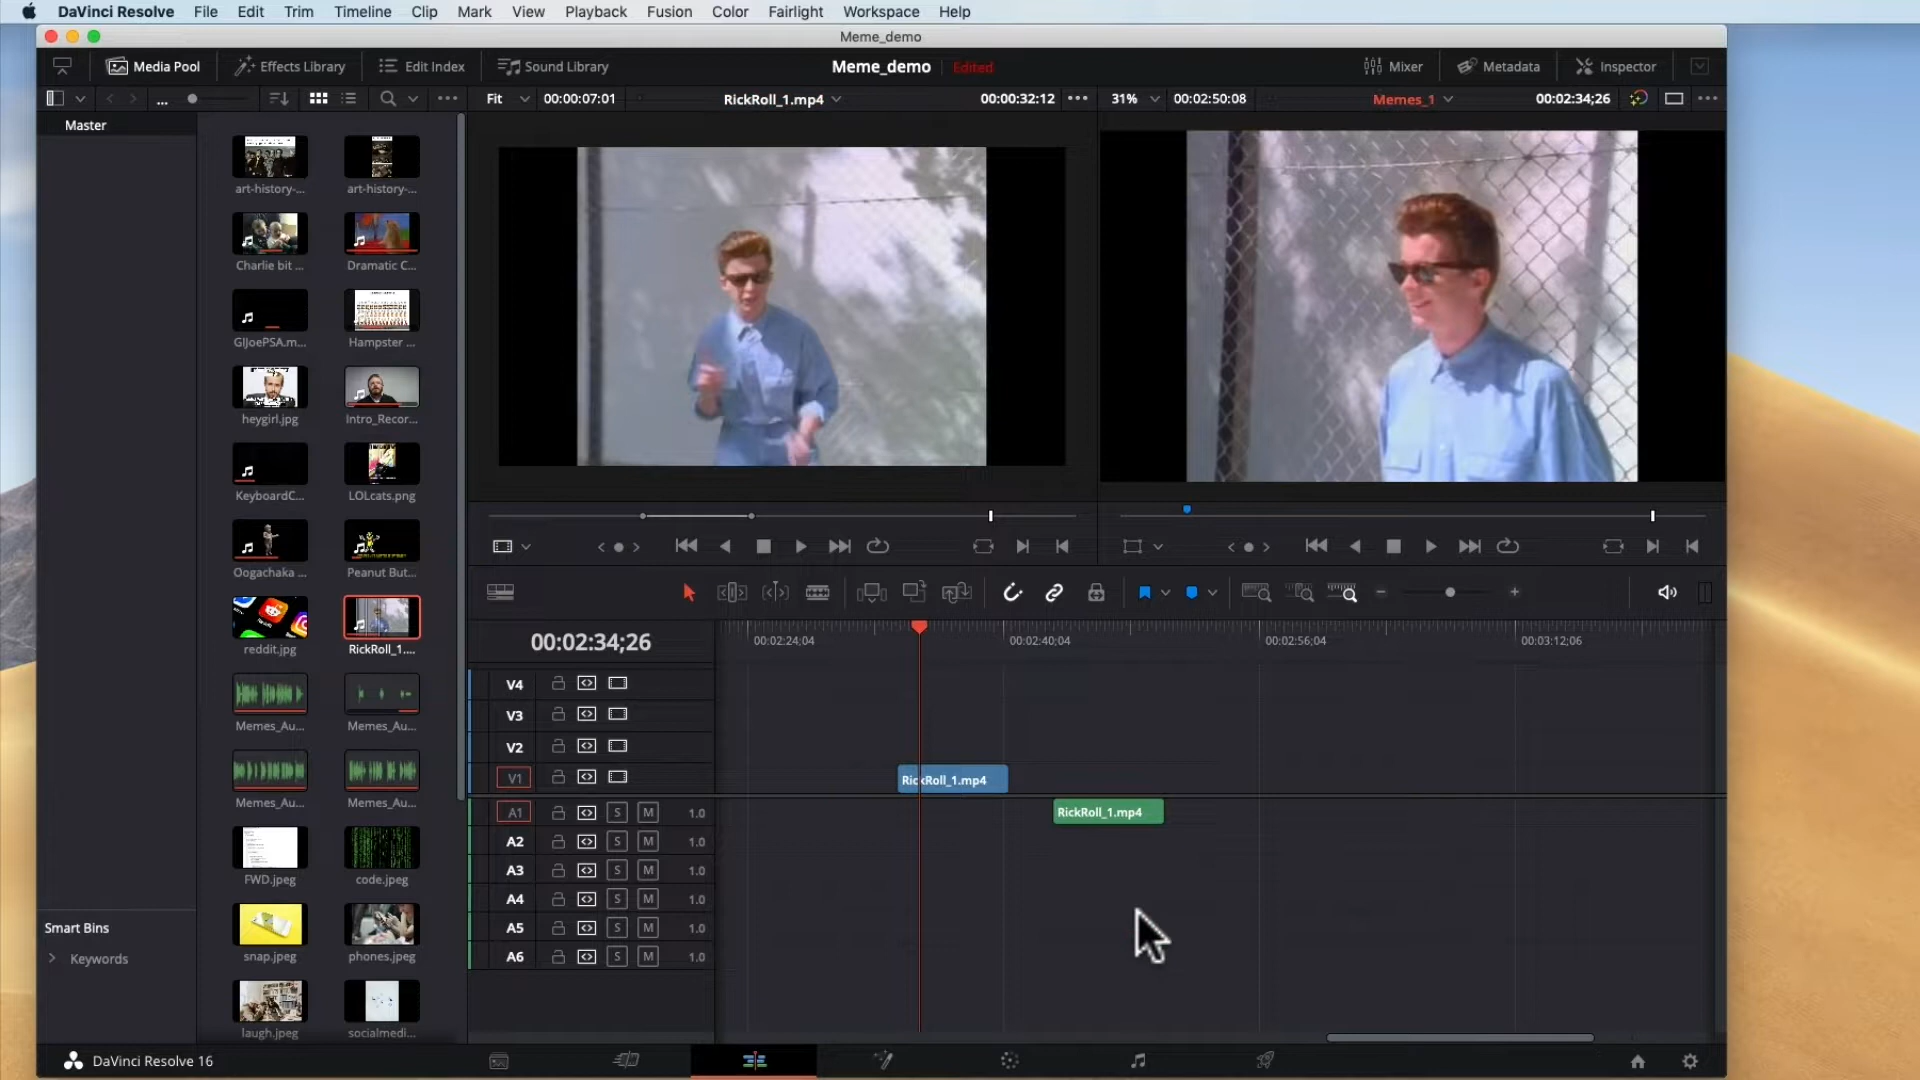 DaVinci Resolve File Edit Trim Timeline Clip Mark View Playback Fusion Color Fairlight Workspace Help
Meme_demo
Media Pool Effects Library Edit Index Sound Library Meme_demo Edited Mixer Metadata Inspector
... Fit 00:00:07:01 RickRoll_1.mp4 00:00:32:12 31% 00:02:50:08 Memes_1 00:02:34;26
Master
art-history-... art-history-...
Charlie bit ... Dramatic C...
GIJoePSA.m... Hampster ...
heygirl.jpg Intro_Recor...
KeyboardC... LOLcats.png
Oogachaka ... Peanut But...
reddit.jpg RickRoll_1....
Memes_Au... Memes_Au...
Memes_Au... Memes_Au...
FWD.jpeg code.jpeg
snap.jpeg phones.jpeg
laugh.jpeg socialmedi...
Smart Bins
Keywords
00:02:34;26 00:02:24;04 00:02:40;04 00:02:56;04 00:03:12;06
V4
V3
V2
V1 RickRoll_1.mp4
A1 S M 1.0 RickRoll_1.mp4
A2 S M 1.0
A3 S M 1.0
A4 S M 1.0
A5 S M 1.0
A6 S M 1.0
DaVinci Resolve 16